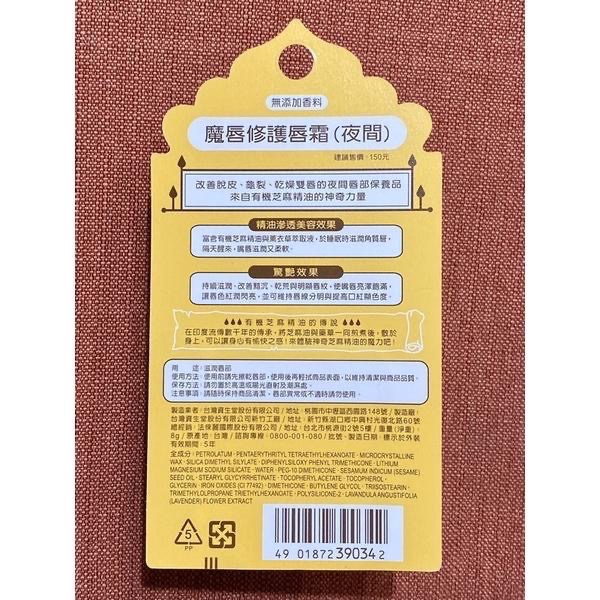 無添加香料
魔唇修護唇霜(夜間)
建議售價:150元
改善脫皮、龜裂、乾燥雙唇的夜間唇部保養品
來自有機芝麻精油的神奇力量
精油滲透美容效果
富含有機芝麻精油與薰衣草萃取液,於睡眠時滋潤角質層,
隔天醒來,嘴唇滋潤又柔軟。
驚艷效果
持續滋潤、改善黯沉、乾荒與明顯唇紋,使嘴唇亮澤飽滿,
讓唇色紅潤閃亮,並可維持唇線分明與提高口紅顯色度。
有機芝麻精油的傳說
在印度流傳數千年的傳承,將芝麻油與藥草一同煎煮後,敷於
身上,可以讓身心有愉快之感!來體驗神奇芝麻精油的魔力吧!
用途:滋潤唇部
使用方法:使用前請先擦乾唇部,使用後再輕拭商品表面,以維持清潔與商品品質。
保存方法:請勿置於高溫或陽光直射及潮濕處。
注意事項:請隨時保持商品清潔。唇部異常或不適時請勿使用。
製造業者:台灣資生堂股份有限公司/地址:桃園市中壢區西園路148號/製造廠:
台灣資生堂股份有限公司新竹工廠/地址:新竹縣湖口鄉中興村光復北路60號
總經銷:法倈麗國際股份有限公司/地址:台北市桃源街2號5樓/重量(淨重):
8g/原產地:台灣/諮詢專線:0800-001-080/批號、製造日期:標示於外裝
有效期間:5年
全成分:PETROLATUM・PENTAERYTHRITYL TETRAETHYLHEXANOATE・MICROCRYSTALLINE
WAX・SILICA DIMETHYL SILYLATE・DIPHENYLSILOXY PHENYL TRIMETHICONE・LITHIUM
MAGNESIUM SODIUM SILICATE・WATER・PEG-10 DIMETHICONE・SESAMUM INDICUM (SESAME)
SEED OIL・STEARYL GLYCYRRHETINATE・TOCOPHERYL ACETATE・TOCOPHEROL・
GLYCERIN・IRON OXIDES (CI 77492)・DIMETHICONE・BUTYLENE GLYCOL・TRIISOSTEARIN・
TRIMETHYLOLPROPANE TRIETHYLHEXANOATE・POLYSILICONE-2・LAVANDULA ANGUSTIFOLIA
(LAVENDER) FLOWER EXTRACT
5
PP
49 01872 39034 2